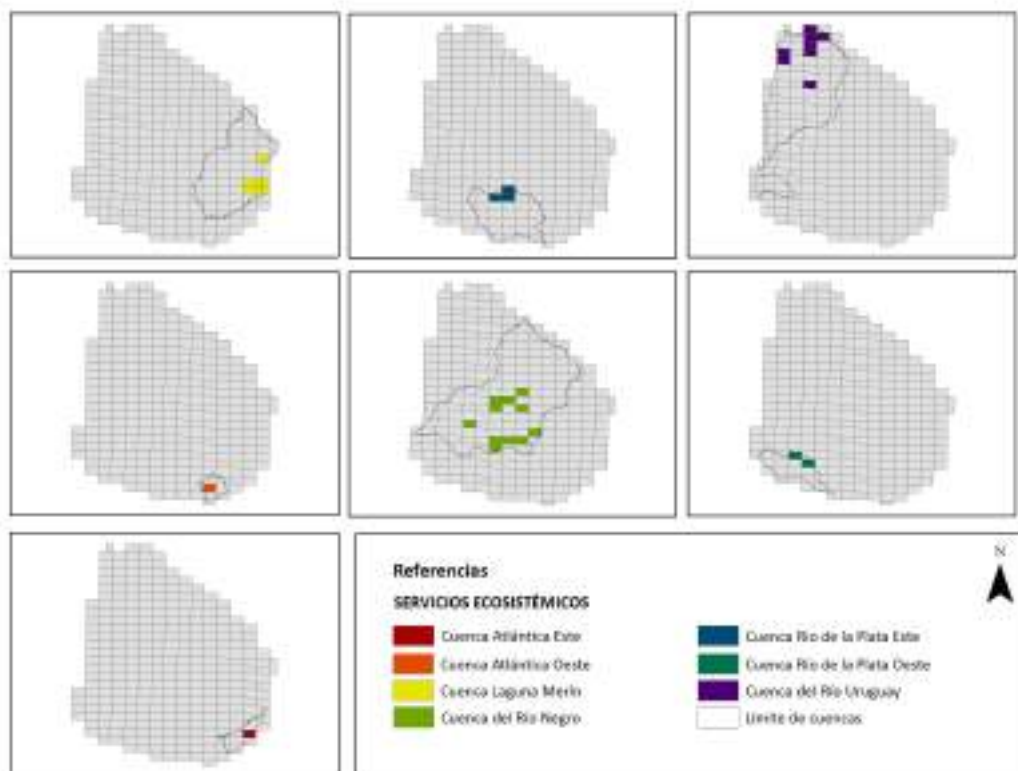 N
Referencias
SERVICIOS ECOSISTÉMICOS
Cuenca Atlántica Este
Cuenca Atlántica Oeste
Cuenca Laguna Merín
Cuenca del Río Negro
Cuenca Río de la Plata Este
Cuenca Río de la Plata Oeste
Cuenca del Río Uruguay
Límite de cuencas